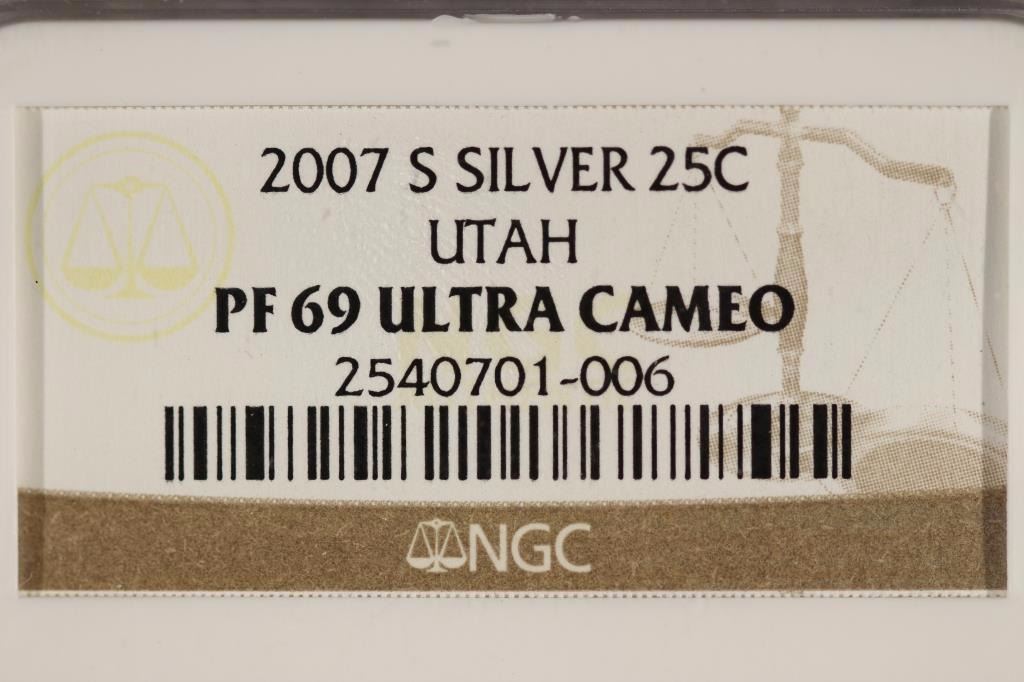 2007 S SILVER 25C
UTAH
PF 69 ULTRA CAMEO
2540701-006
NGC